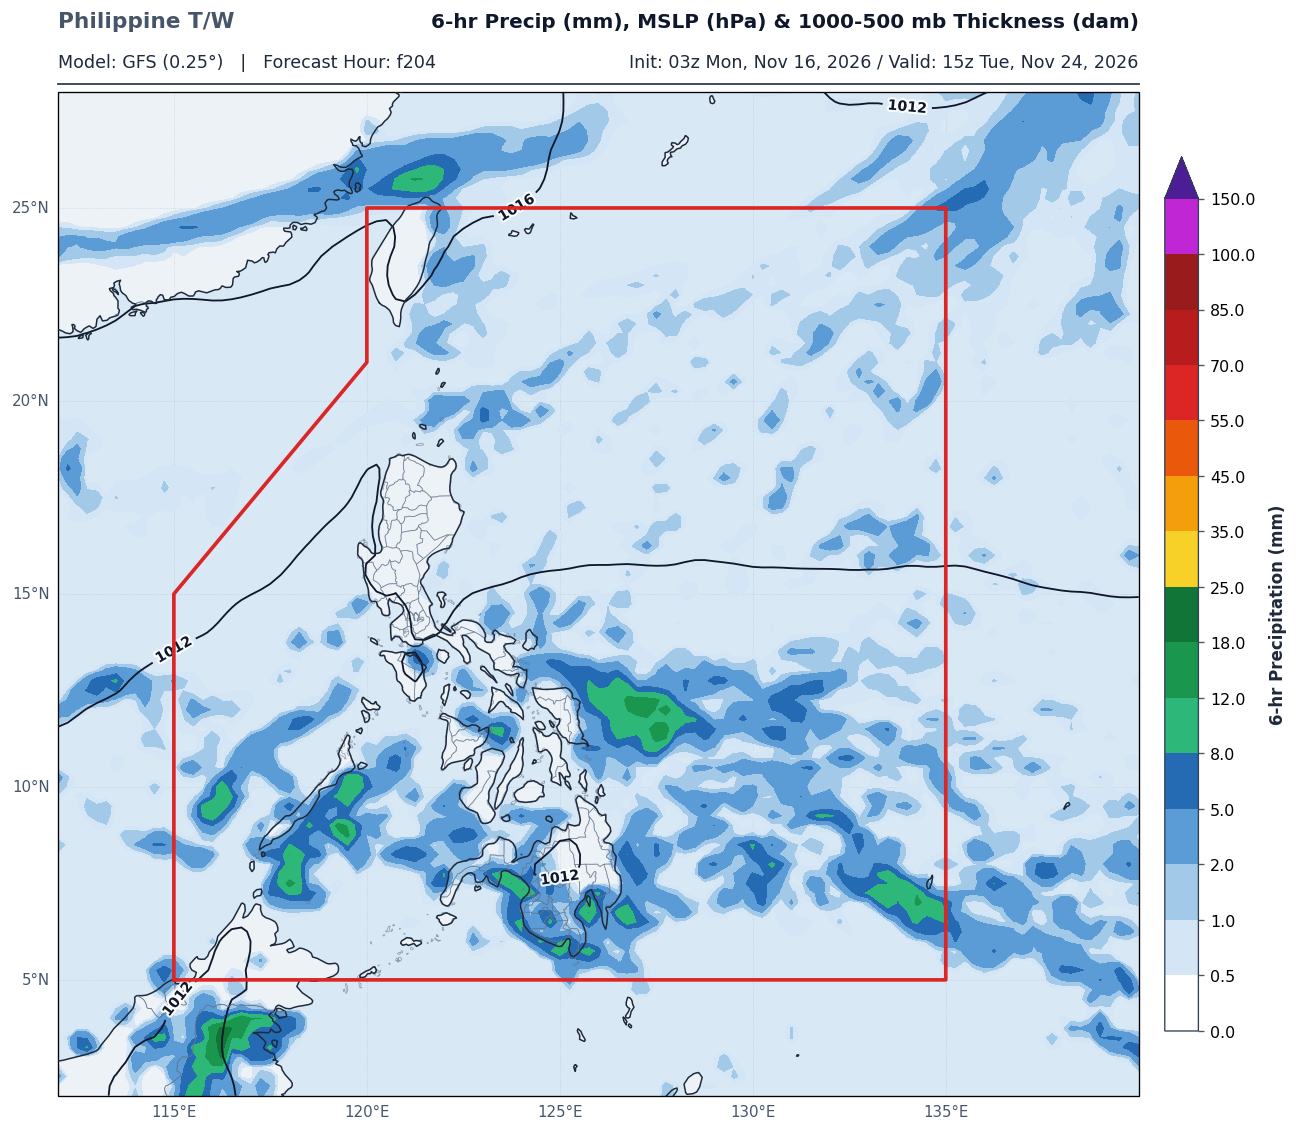 Philippine T/W
6-hr Precip (mm), MSLP (hPa) & 1000-500 mb Thickness (dam)
Model: GFS (0.25°) | Forecast Hour: f204
Init: 03z Mon, Nov 16, 2026 / Valid: 15z Tue, Nov 24, 2026
1012
1016
1012
1012
1012
25°N
20°N
15°N
10°N
5°N
115°E
120°E
125°E
130°E
135°E
150.0
100.0
85.0
70.0
55.0
45.0
35.0
25.0
18.0
12.0
8.0
5.0
2.0
1.0
0.5
0.0
6-hr Precipitation (mm)